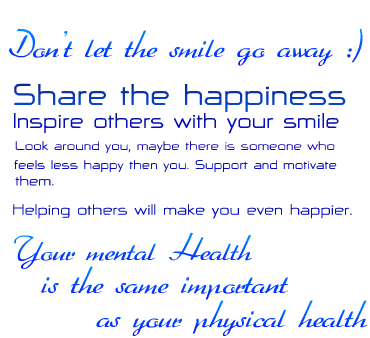 Don't let the smile go away :)
Share the happiness
Inspire others with your smile
Look around you, maybe there is someone who
feels less happy then you. Support and motivate
them.
Helping others will make you even happier.
Your mental Health
is the same important
as your physical health